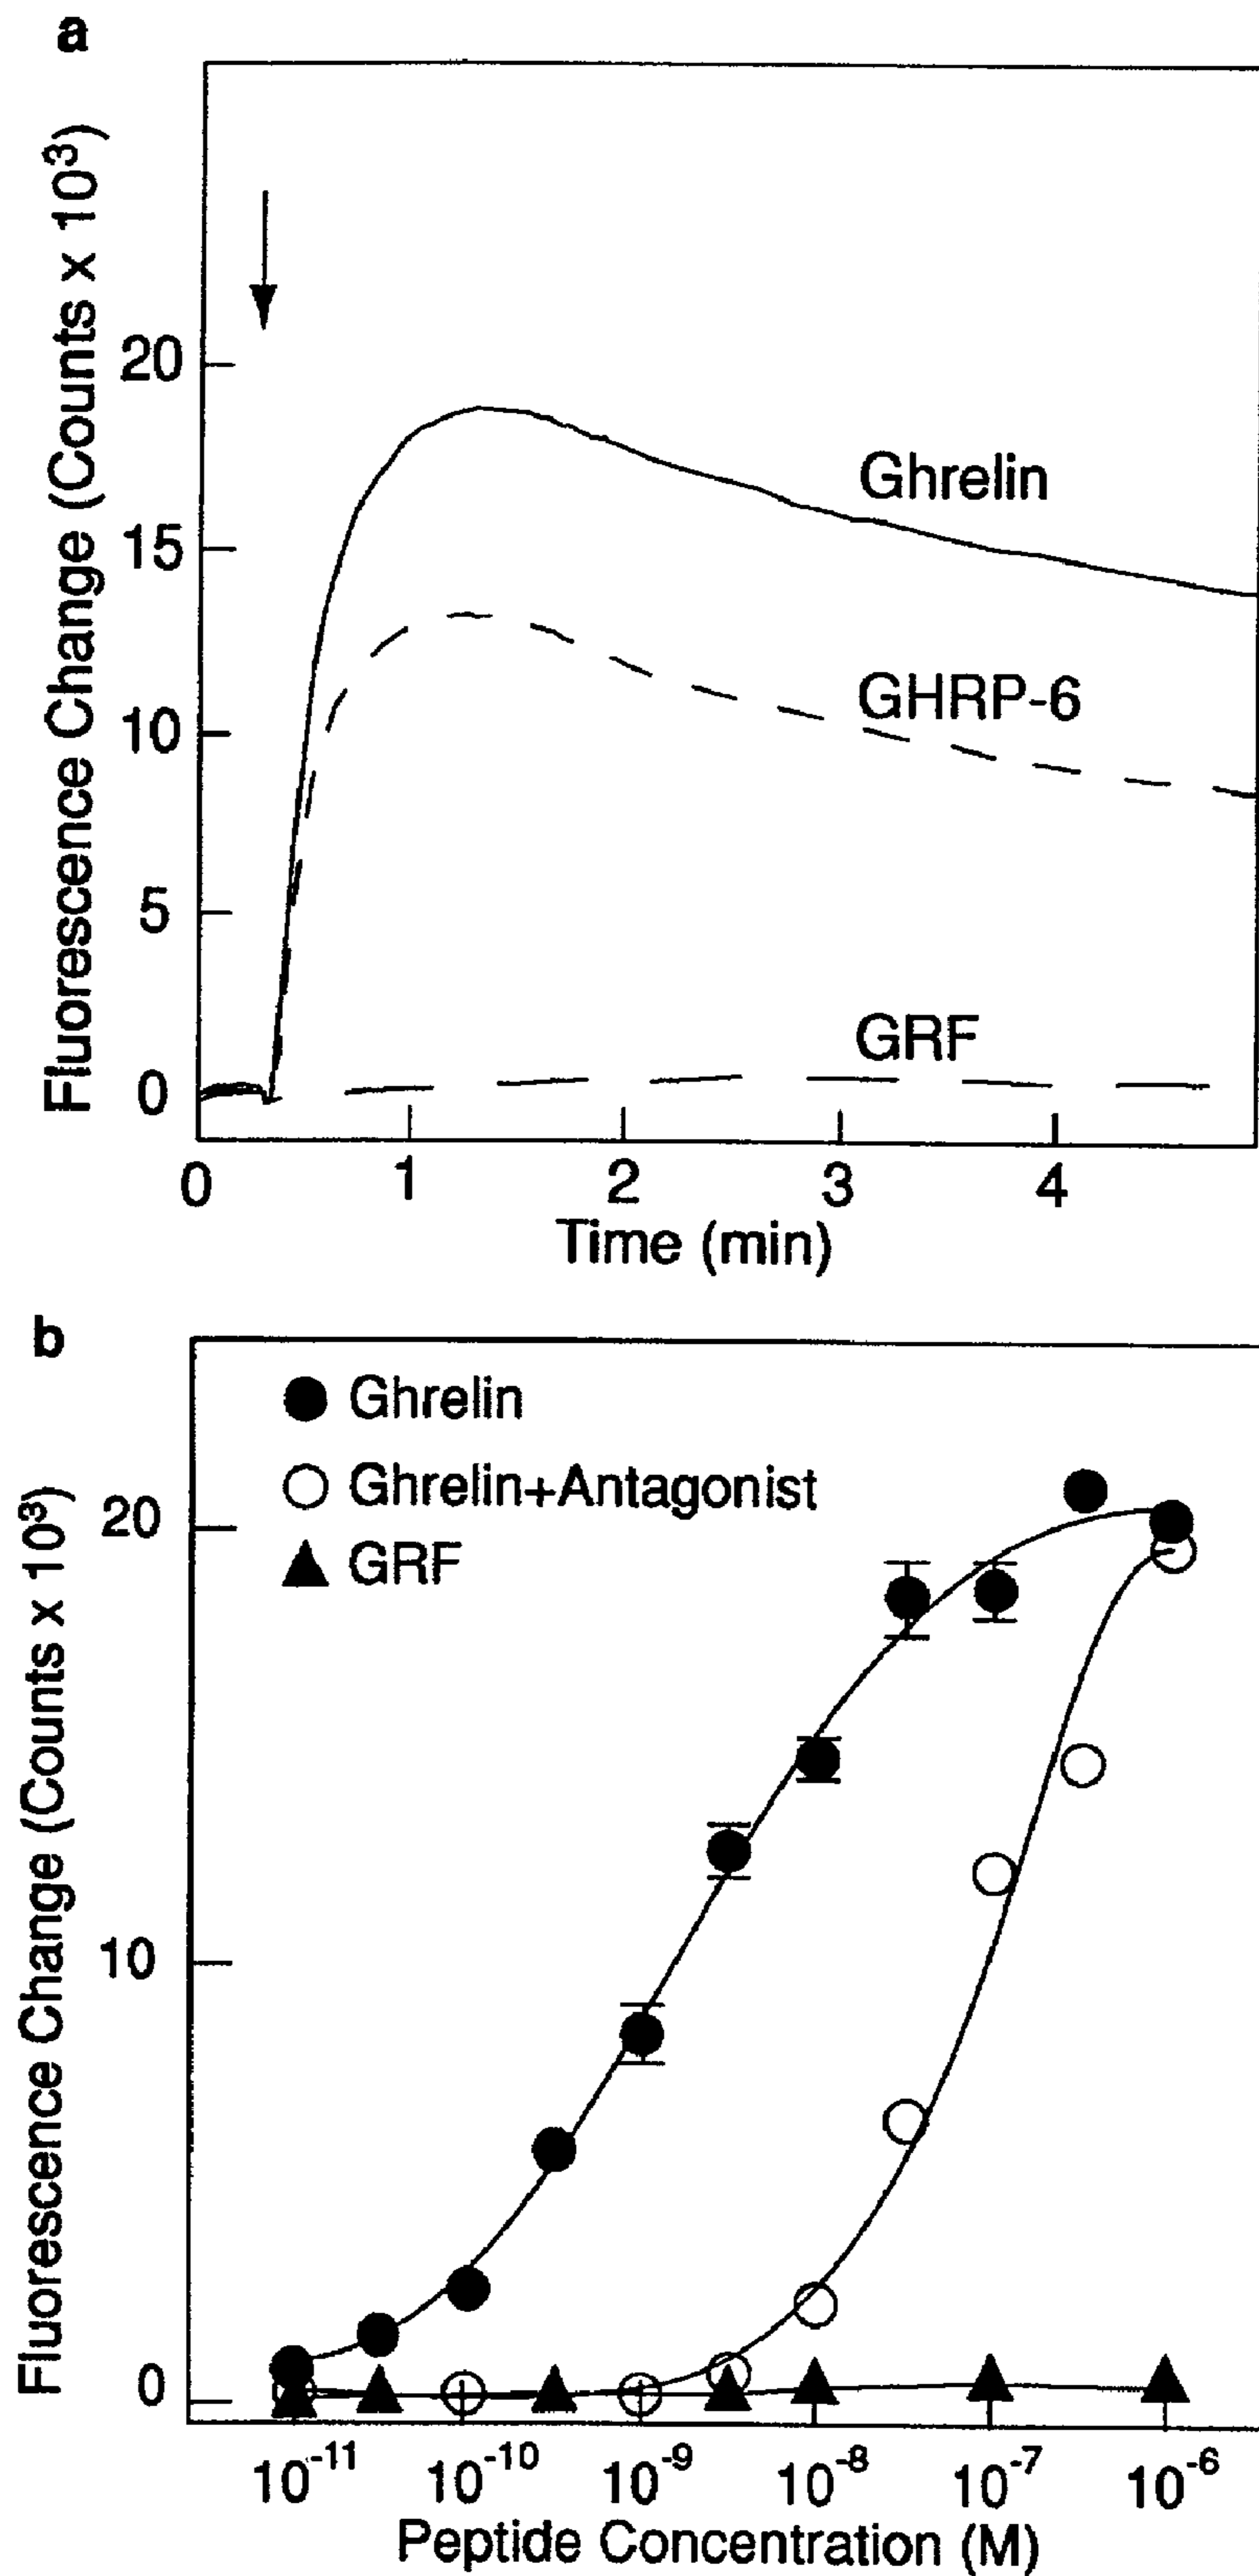 a
Fluorescence Change (Counts x 10³)
20
15
10
5
0
Ghrelin
GHRP-6
GRF
0 1 2 3 4
Time (min)
b
Fluorescence Change (Counts x 10³)
Ghrelin
Ghrelin+Antagonist
GRF
20
10
0
10⁻¹¹ 10⁻¹⁰ 10⁻⁹ 10⁻⁸ 10⁻⁷ 10⁻⁶
Peptide Concentration (M)